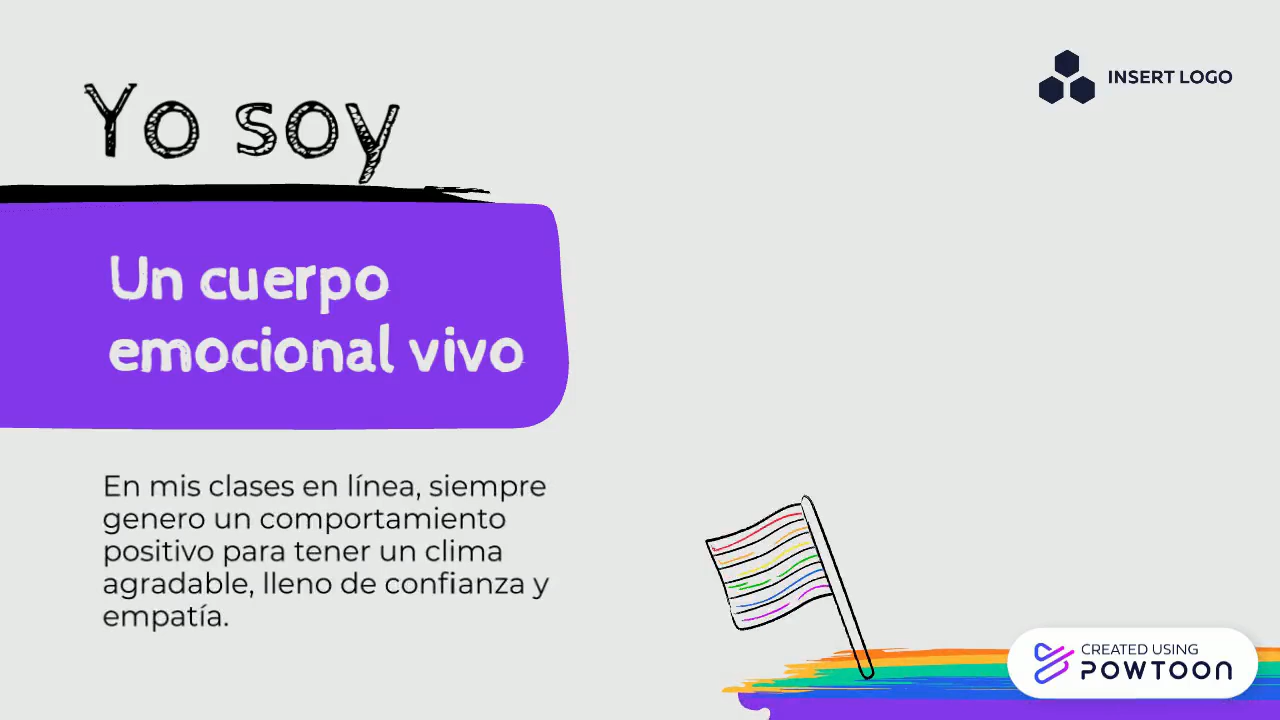 Yo soy
INSERT LOGO
Un cuerpo
emocional vivo
En mis clases en línea, siempre
genero un comportamiento
positivo para tener un clima
agradable, lleno de confianza y
empatía.
CREATED USING
POWTOON